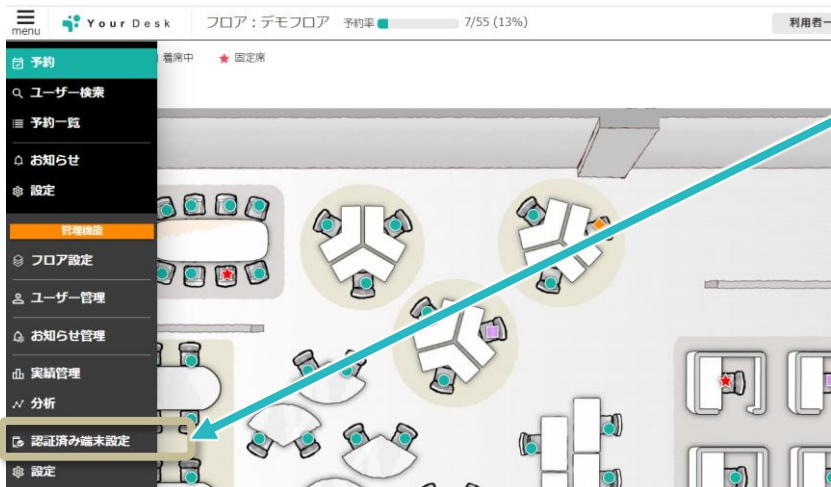 menu
Your Desk
フロア：デモフロア
予約率
7/55 (13%)
利用者一
予約
着席中
固定席
ユーザー検索
予約一覧
お知らせ
設定
管理機能
フロア設定
ユーザー管理
お知らせ管理
実績管理
分析
認証済み端末設定
設定